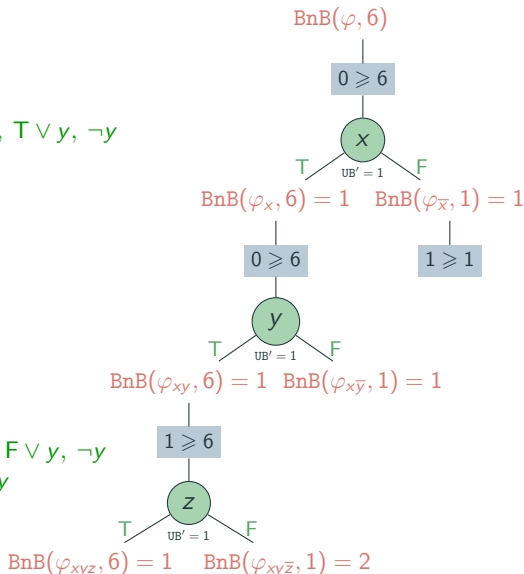 BnB(φ, 6)
0 ⩾ 6
, T ∨ y, ¬y
x
T UB′ = 1 F
BnB(φₓ, 6) = 1 BnB(φ_x̅, 1) = 1
0 ⩾ 6 1 ⩾ 1
y
T UB′ = 1 F
BnB(φ_xy, 6) = 1 BnB(φ_xy̅, 1) = 1
F ∨ y, ¬y
1 ⩾ 6
y
z
T UB′ = 1 F
BnB(φ_xyz, 6) = 1 BnB(φ_xyz̅, 1) = 2